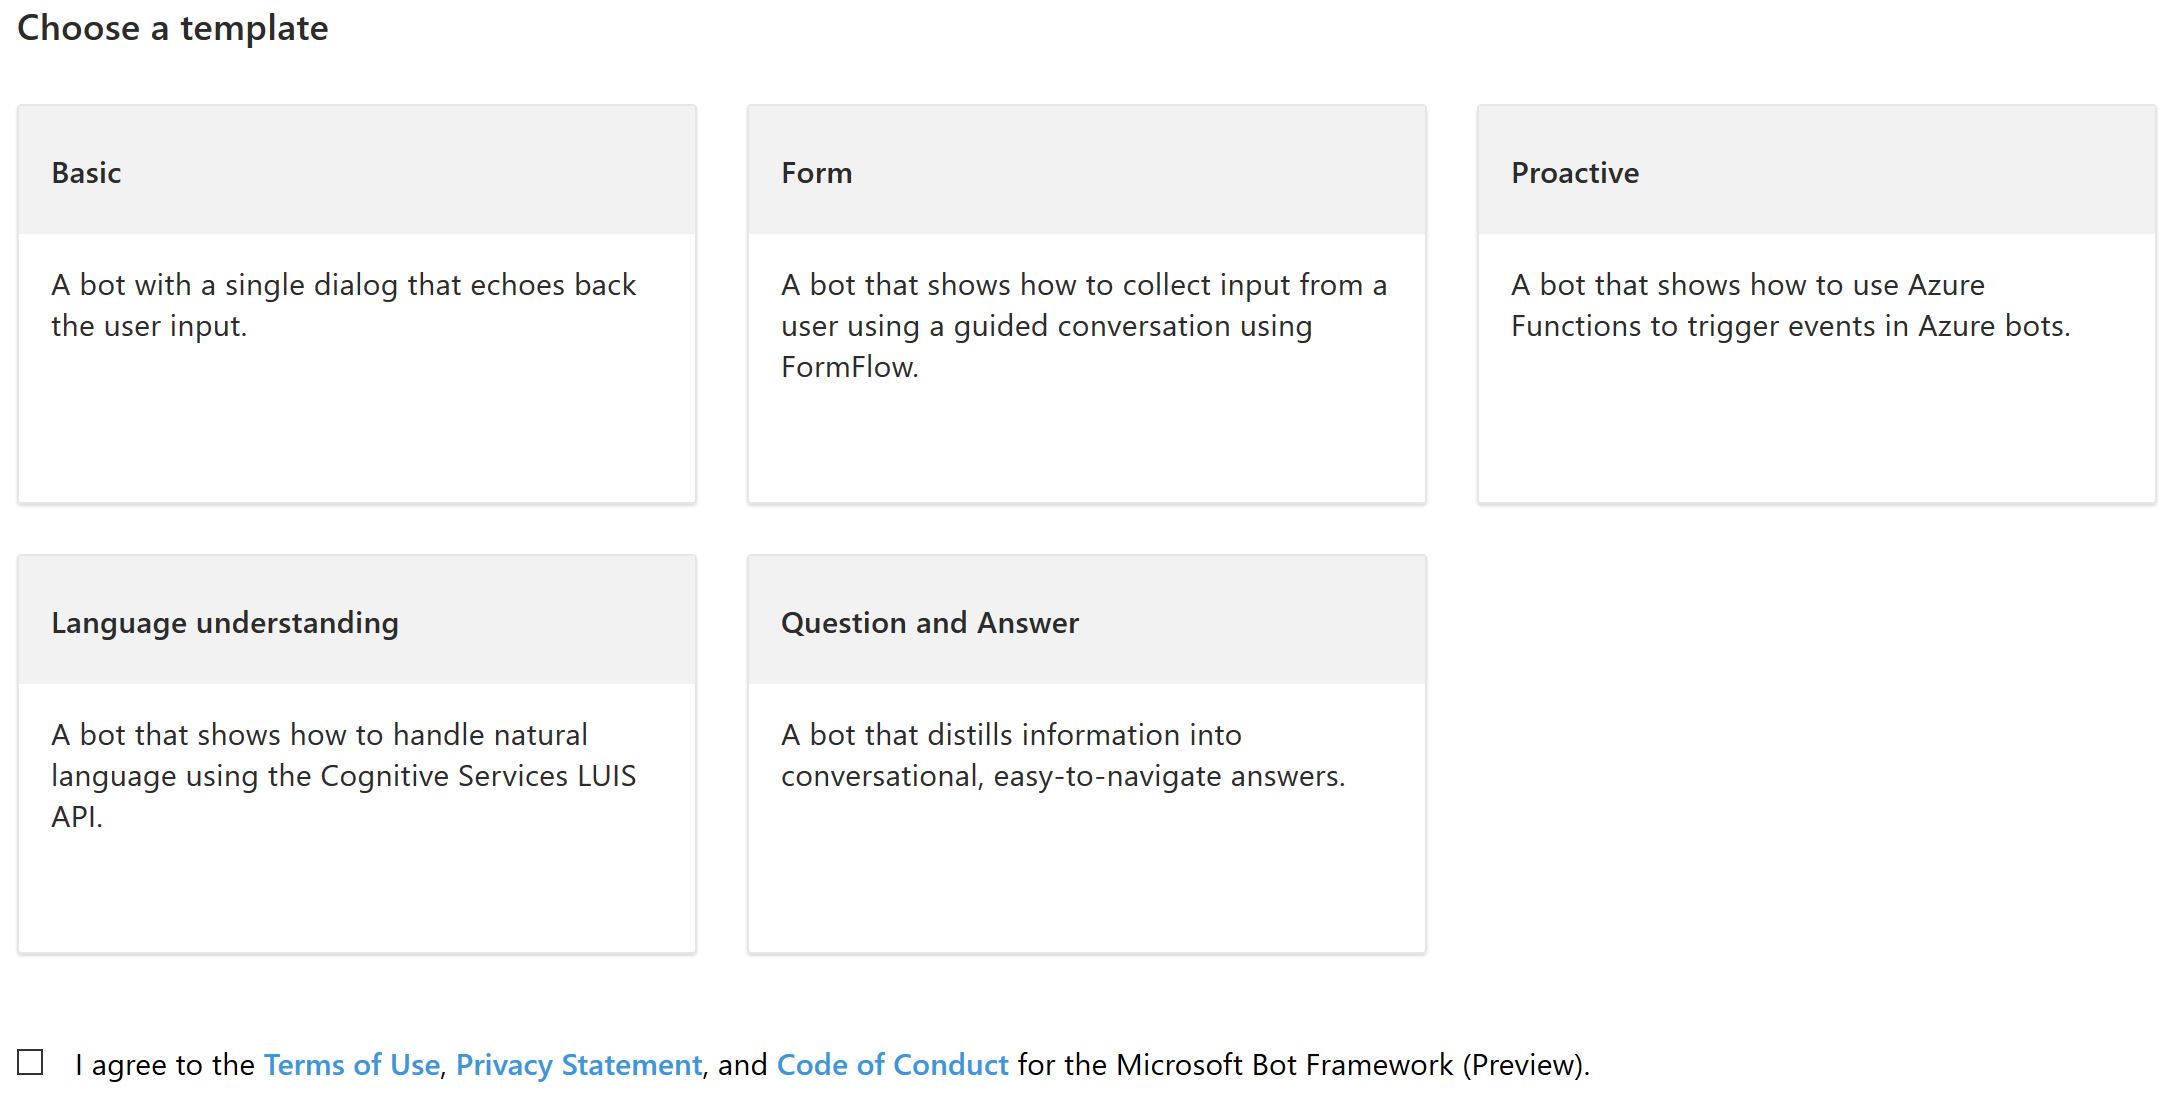 Choose a template
Basic
A bot with a single dialog that echoes back
the user input.
Form
A bot that shows how to collect input from a
user using a guided conversation using
FormFlow.
Proactive
A bot that shows how to use Azure
Functions to trigger events in Azure bots.
Language understanding
A bot that shows how to handle natural
language using the Cognitive Services LUIS
API.
Question and Answer
A bot that distills information into
conversational, easy-to-navigate answers.
I agree to the Terms of Use, Privacy Statement, and Code of Conduct for the Microsoft Bot Framework (Preview).